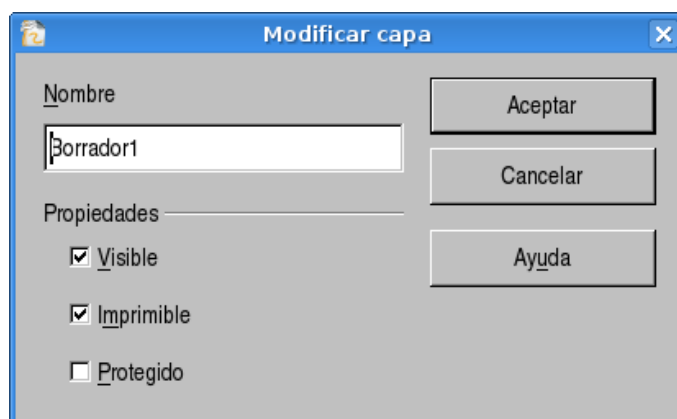 Modificar capa
Nombre
Borrador1
Propiedades
Visible
Imprimible
Protegido
Aceptar
Cancelar
Ayuda